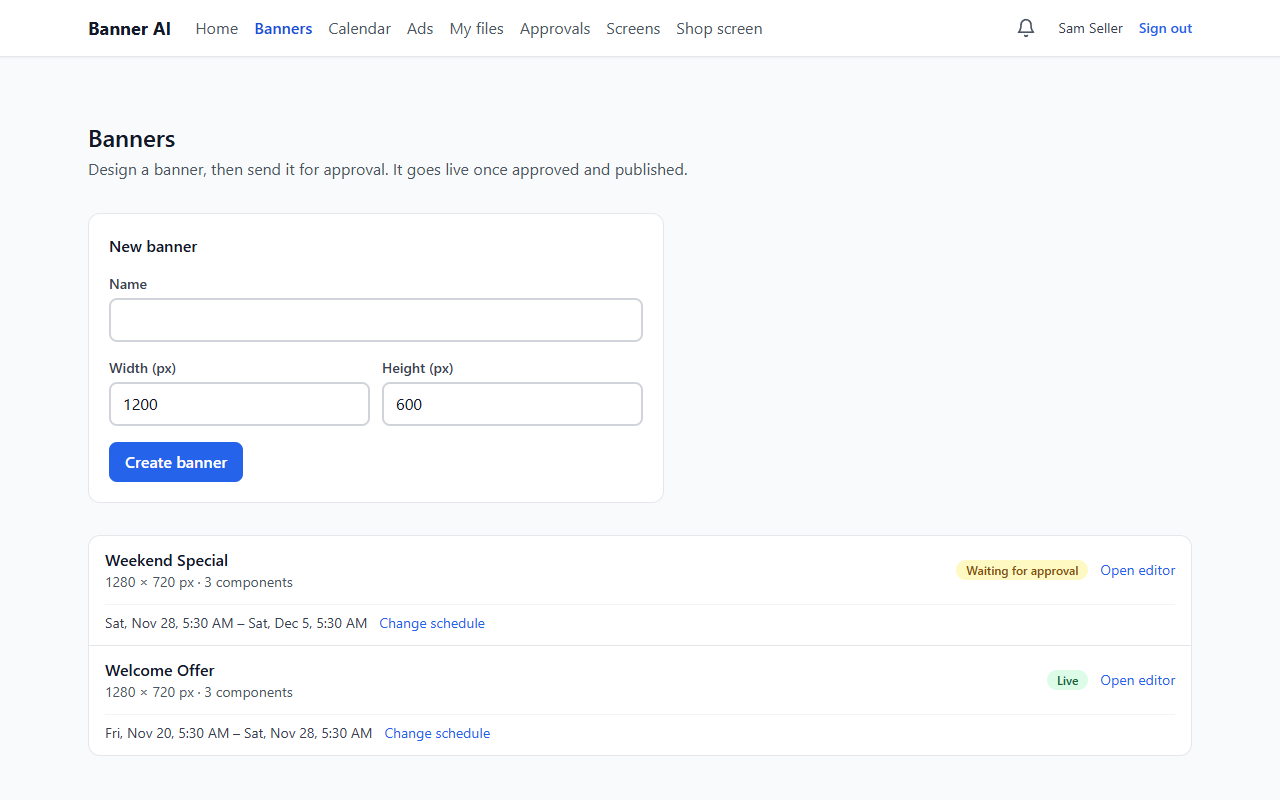 Banner AI Home Banners Calendar Ads My files Approvals Screens Shop screen Sam Seller Sign out
Banners
Design a banner, then send it for approval. It goes live once approved and published.
New banner
Name
Width (px) Height (px)
1200 600
Create banner
Weekend Special
Waiting for approval Open editor
1280 × 720 px · 3 components
Sat, Nov 28, 5:30 AM – Sat, Dec 5, 5:30 AM Change schedule
Welcome Offer
Live Open editor
1280 × 720 px · 3 components
Fri, Nov 20, 5:30 AM – Sat, Nov 28, 5:30 AM Change schedule